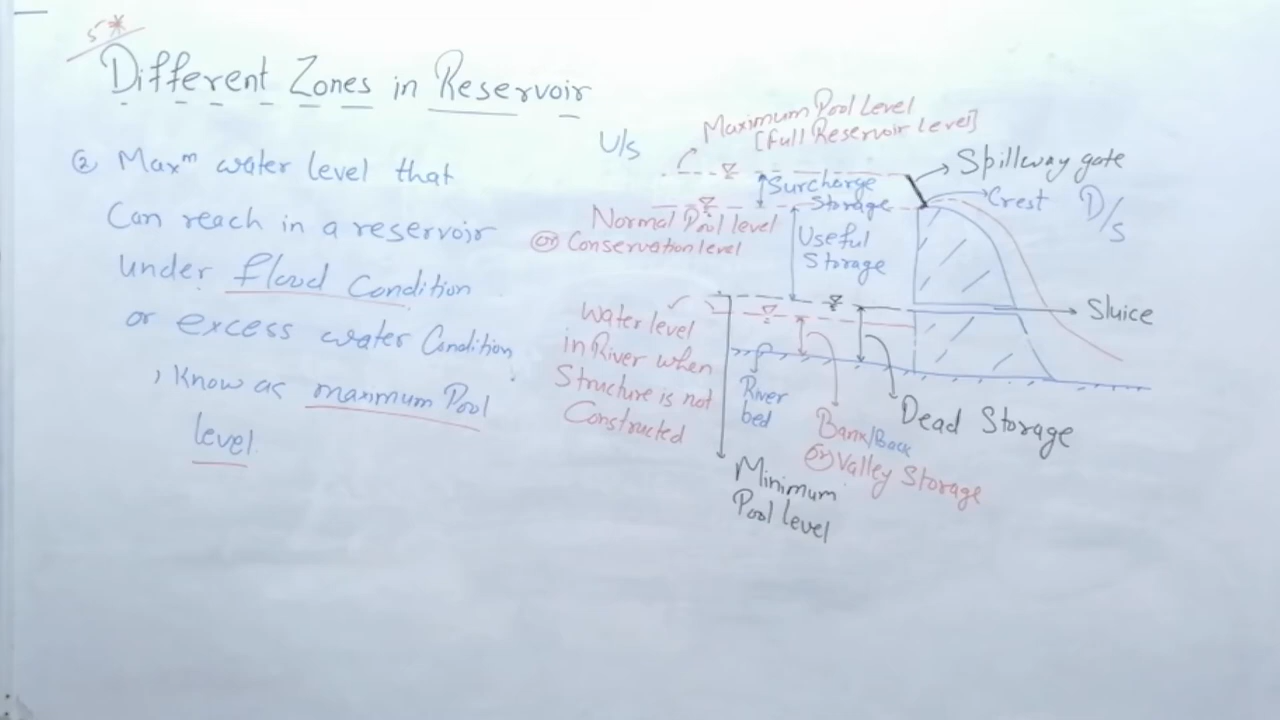 5*
Different Zones in Reservoir
② Maxᵐ water level that
Can reach in a reservoir
under flood Condition
or excess water Condition
, Know as maximum Pool
level.
U/s
Maximum Pool Level
[Full Reservoir Level]
Spillway gate
Crest
D/s
Surcharge
Storage
Normal Pool level
or Conservation level
Useful
Storage
Sluice
Water level
in River when
Structure is not
Constructed
River
bed
Bank/Back
or Valley Storage
Dead Storage
Minimum
Pool level